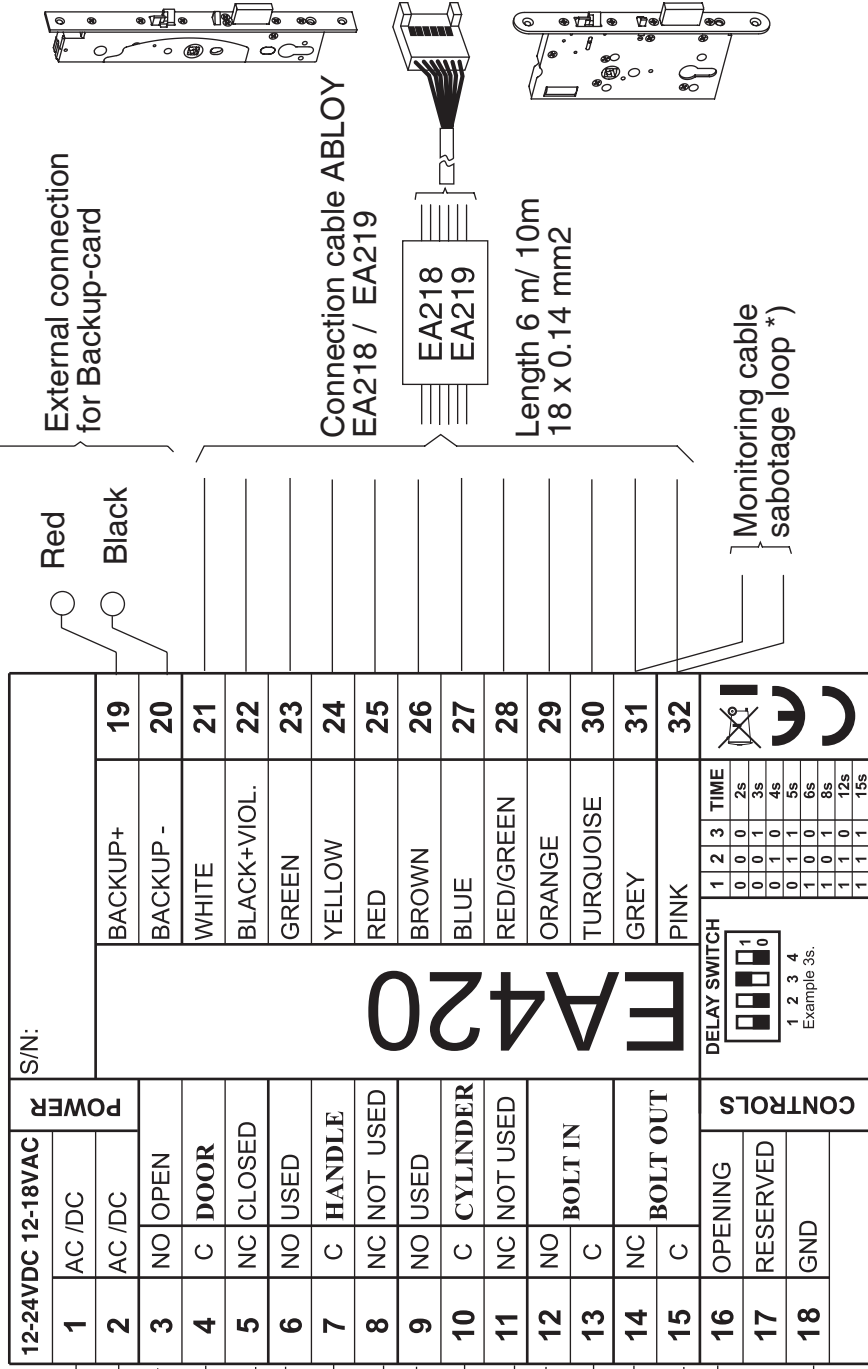 12-24VDC 12-18VAC
POWER
S/N:
1 AC /DC
2 AC /DC
3 NO OPEN
4 C DOOR
5 NC CLOSED
6 NO USED
7 C HANDLE
8 NC NOT USED
9 NO USED
10 C CYLINDER
11 NC NOT USED
12 NO
BOLT IN
13 C
14 NC
BOLT OUT
15 C
16 OPENING
17 RESERVED
18 GND
CONTROLS
EA420
BACKUP+ 19
BACKUP - 20
WHITE 21
BLACK+VIOL. 22
GREEN 23
YELLOW 24
RED 25
BROWN 26
BLUE 27
RED/GREEN 28
ORANGE 29
TURQUOISE 30
GREY 31
PINK 32
DELAY SWITCH
1
0
1 2 3 4
Example 3s.
1 2 3 TIME
0 0 0 2s
0 0 1 3s
0 1 0 4s
0 1 1 5s
1 0 0 6s
1 0 1 8s
1 1 0 12s
1 1 1 15s
CE
Red
Black
External connection
for Backup-card
Connection cable ABLOY
EA218 / EA219
EA218
EA219
Length 6 m/ 10m
18 x 0.14 mm2
Monitoring cable
sabotage loop *)